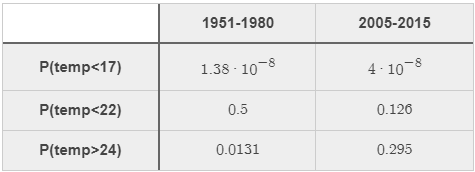 1951-1980 2005-2015
P(temp<17) 1.38 · 10⁻⁸ 4 · 10⁻⁸
P(temp<22) 0.5 0.126
P(temp>24) 0.0131 0.295